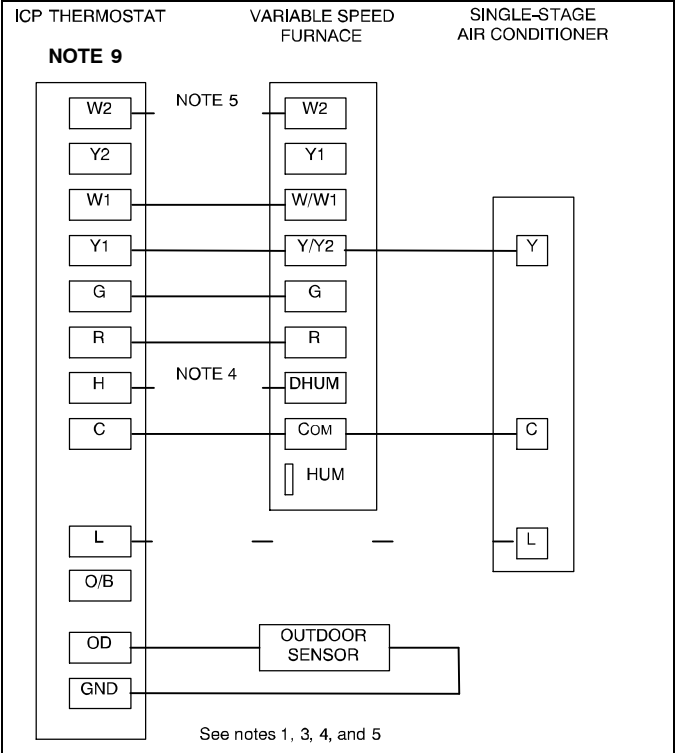 ICP THERMOSTAT
VARIABLE SPEED
FURNACE
SINGLE-STAGE
AIR CONDITIONER
NOTE 9
W2
NOTE 5
W2
Y2
Y1
W1
W/W1
Y1
Y/Y2
Y
G
G
R
R
H
NOTE 4
DHUM
C
COM
C
HUM
L
L
O/B
OD
OUTDOOR
SENSOR
GND
See notes 1, 3, 4, and 5